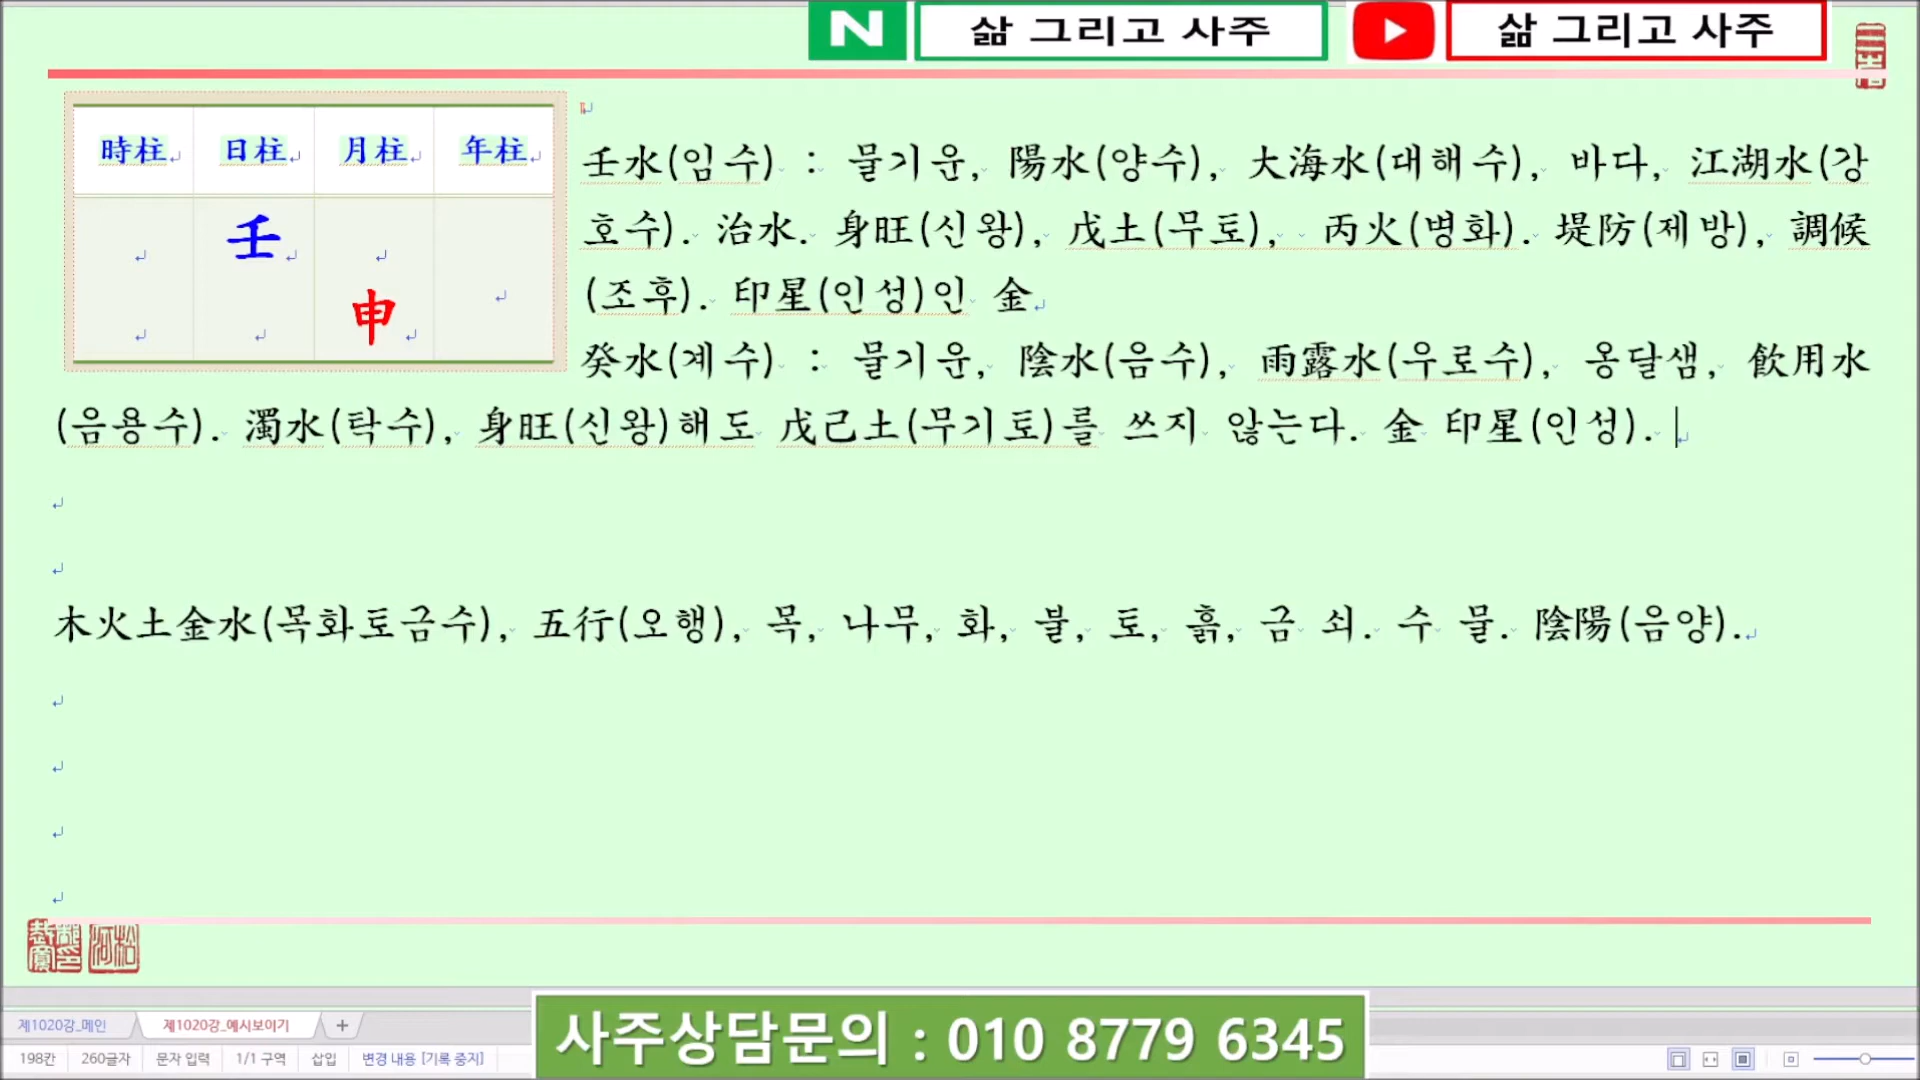 N 삶 그리고 사주 삶 그리고 사주
時柱 日柱 月柱 年柱
壬
申
壬水(임수) : 물기운, 陽水(양수), 大海水(대해수), 바다, 江湖水(강
호수). 治水. 身旺(신왕), 戊土(무토), 丙火(병화). 堤防(제방), 調候
(조후). 印星(인성)인 金
癸水(계수) : 물기운, 陰水(음수), 雨露水(우로수), 옹달샘, 飮用水
(음용수). 濁水(탁수), 身旺(신왕)해도 戊己土(무기토)를 쓰지 않는다. 金 印星(인성).
木火土金水(목화토금수), 五行(오행), 목, 나무, 화, 불, 토, 흙, 금 쇠. 수 물. 陰陽(음양).
제1020강_메인 제1020강_예시보이기 +
198칸 260글자 문자 입력 1/1 구역 삽입 변경 내용 [기록 중지]
사주상담문의 : 010 8779 6345